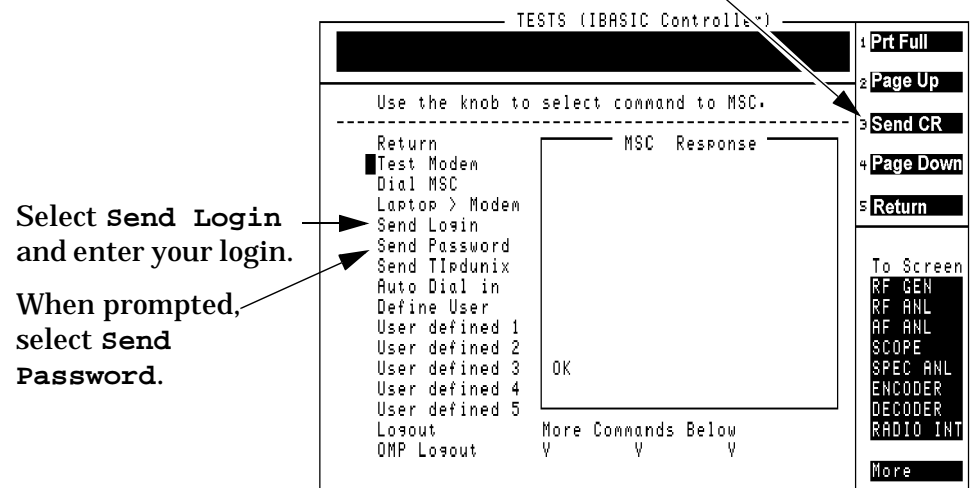 TESTS (IBASIC Controller)
Use the knob to select command to MSC.
Return
Test Modem
Dial MSC
Laptop > Modem
Send Login
Send Password
Send TIpdunix
Auto Dial in
Define User
User defined 1
User defined 2
User defined 3
User defined 4
User defined 5
Logout
OMP Logout
MSC Response
OK
More Commands Below
V V V
1 Prt Full
2 Page Up
3 Send CR
4 Page Down
5 Return
To Screen
RF GEN
RF ANL
AF ANL
SCOPE
SPEC ANL
ENCODER
DECODER
RADIO INT
More
Select Send Login
and enter your login.
When prompted,
select Send
Password.